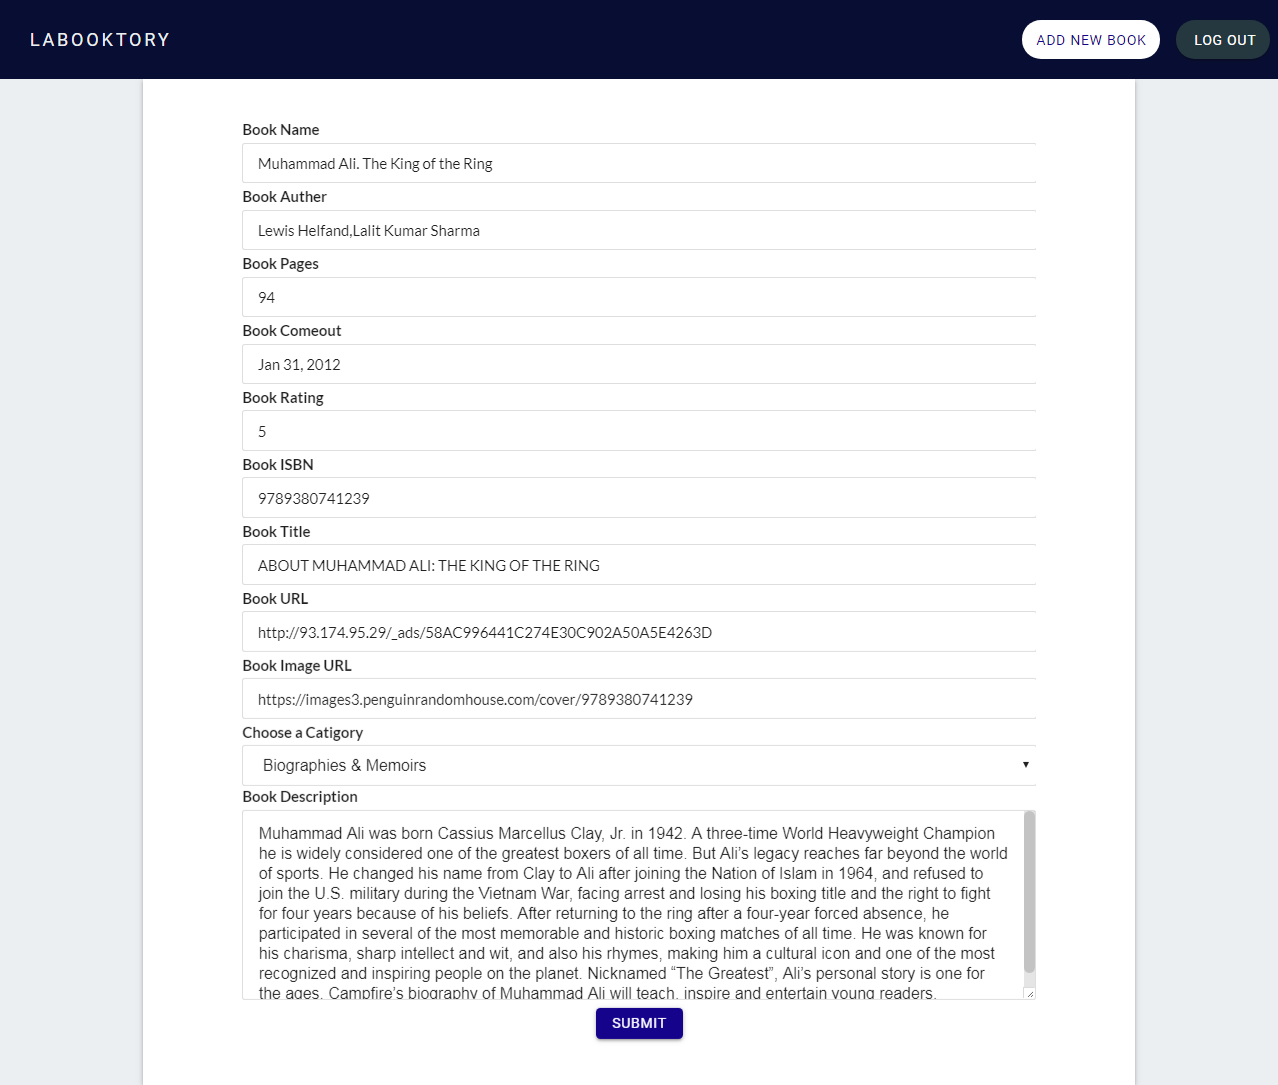 LABOOKTORY
ADD NEW BOOK
LOG OUT
Book Name
Muhammad Ali. The King of the Ring
Book Auther
Lewis Helfand,Lalit Kumar Sharma
Book Pages
94
Book Comeout
Jan 31, 2012
Book Rating
5
Book ISBN
9789380741239
Book Title
ABOUT MUHAMMAD ALI: THE KING OF THE RING
Book URL
http://93.174.95.29/_ads/58AC996441C274E30C902A50A5E4263D
Book Image URL
https://images3.penguinrandomhouse.com/cover/9789380741239
Choose a Catigory
Biographies & Memoirs
Book Description
Muhammad Ali was born Cassius Marcellus Clay, Jr. in 1942. A three-time World Heavyweight Champion
he is widely considered one of the greatest boxers of all time. But Ali’s legacy reaches far beyond the world
of sports. He changed his name from Clay to Ali after joining the Nation of Islam in 1964, and refused to
join the U.S. military during the Vietnam War, facing arrest and losing his boxing title and the right to fight
for four years because of his beliefs. After returning to the ring after a four-year forced absence, he
participated in several of the most memorable and historic boxing matches of all time. He was known for
his charisma, sharp intellect and wit, and also his rhymes, making him a cultural icon and one of the most
recognized and inspiring people on the planet. Nicknamed “The Greatest”, Ali’s personal story is one for
the ages. Campfire’s biography of Muhammad Ali will teach, inspire and entertain young readers.
SUBMIT